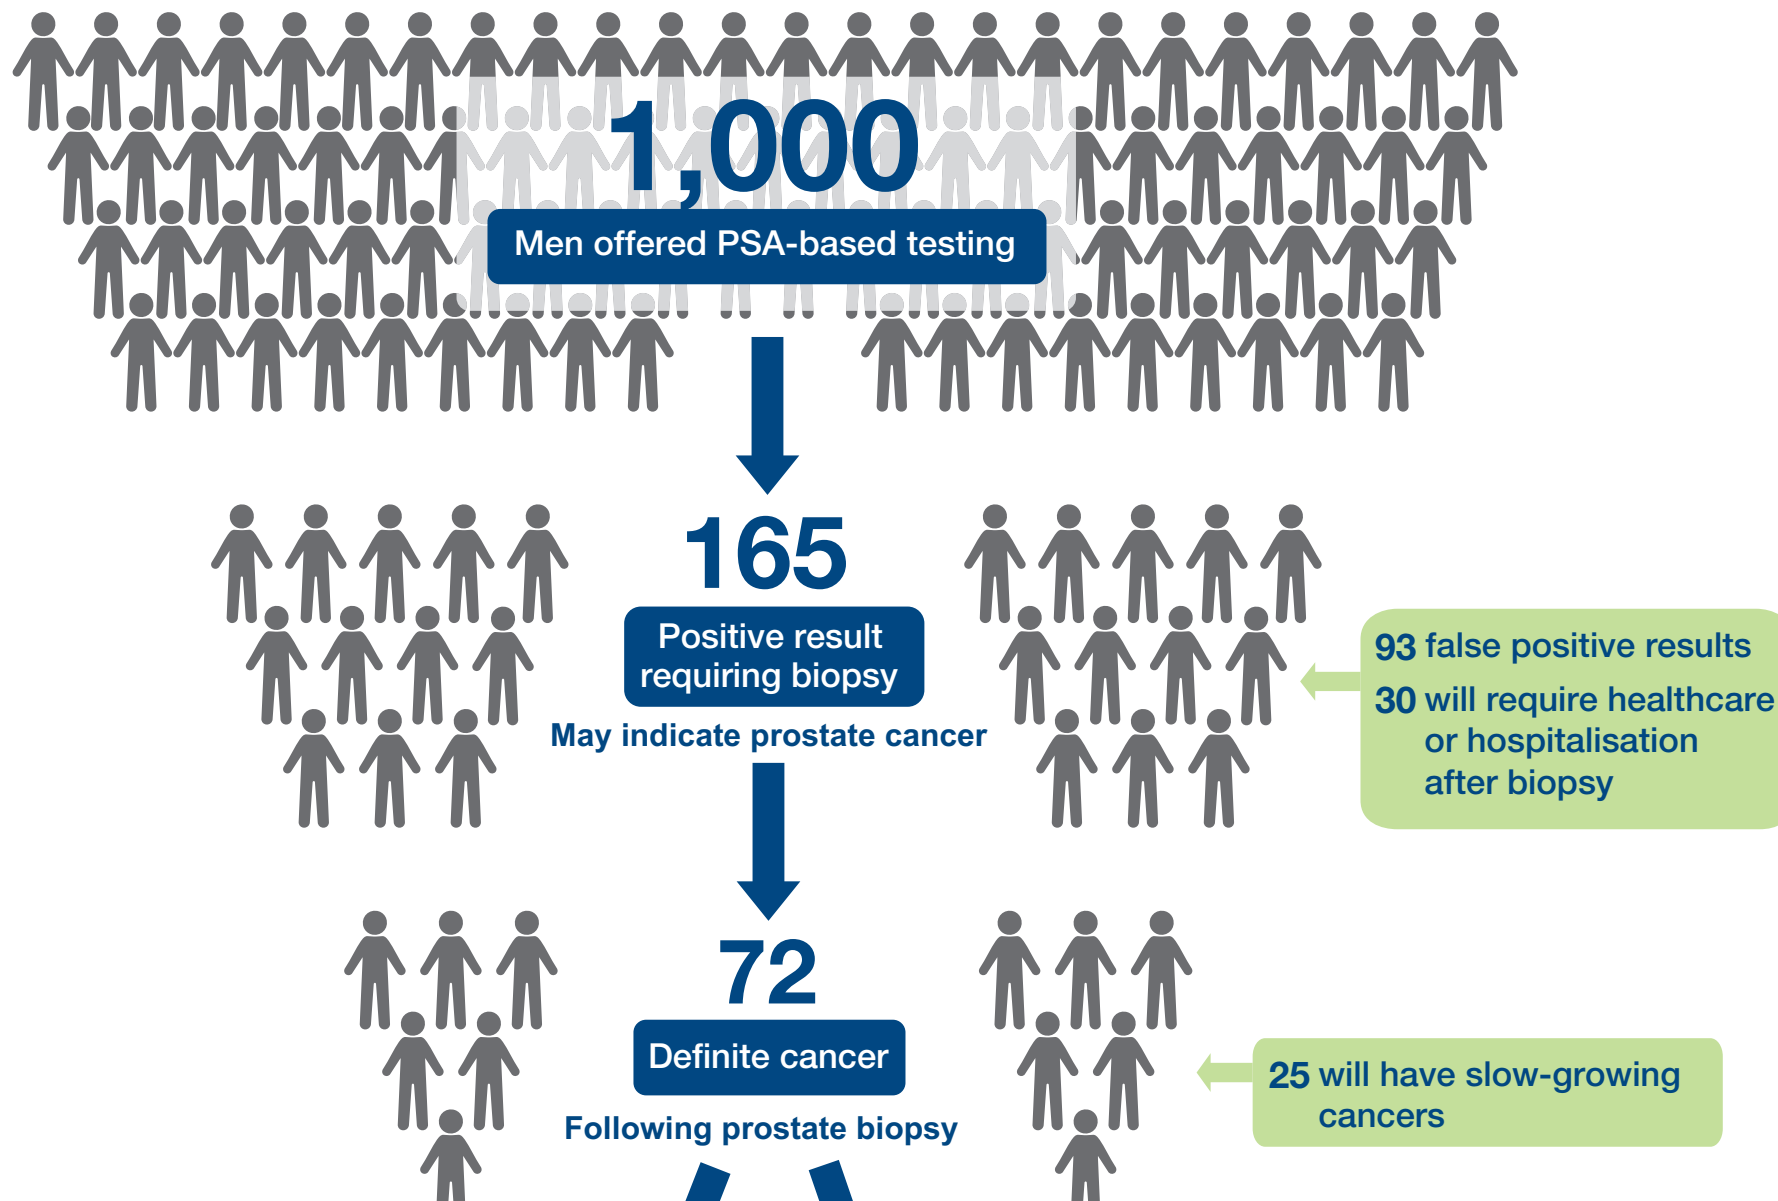 1,000
Men offered PSA-based testing
165
Positive result
requiring biopsy
May indicate prostate cancer
93 false positive results
30 will require healthcare
or hospitalisation
after biopsy
72
Definite cancer
Following prostate biopsy
25 will have slow-growing
cancers